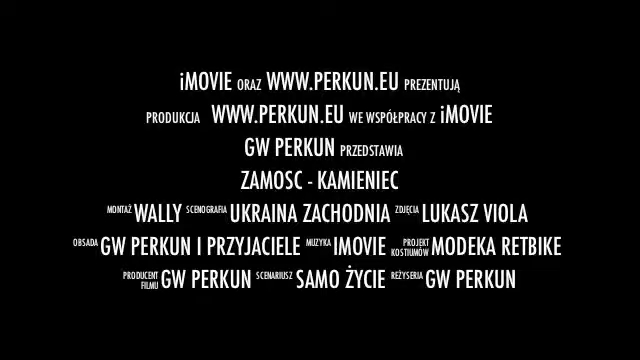 iMOVIE ORAZ WWW.PERKUN.EU PREZENTUJĄ
PRODUKCJA WWW.PERKUN.EU WE WSPÓŁPRACY Z iMOVIE
GW PERKUN PRZEDSTAWIA
ZAMOSC - KAMIENIEC
MONTAŻ WALLY SCENOGRAFIA UKRAINA ZACHODNIA ZDJĘCIA LUKASZ VIOLA
OBSADA GW PERKUN I PRZYJACIELE MUZYKA IMOVIE PROJEKT KOSTIUMÓW MODEKA RETBIKE
PRODUCENT FILMU GW PERKUN SCENARIUSZ SAMO ŻYCIE REŻYSERIA GW PERKUN